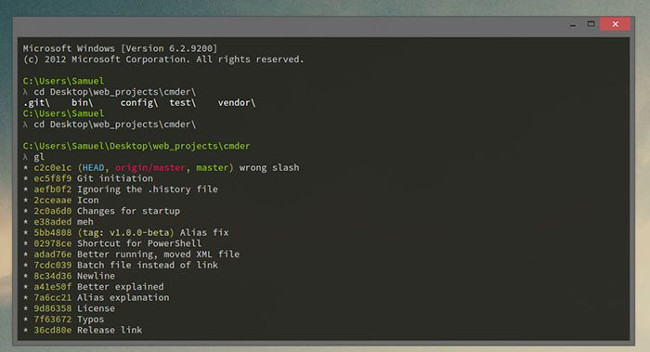 Microsoft Windows [Version 6.2.9200]
(c) 2012 Microsoft Corporation. All rights reserved.
C:\Users\Samuel
λ cd Desktop\web_projects\cmder\
.git\ bin\ config\ test\ vendor\
C:\Users\Samuel
λ cd Desktop\web_projects\cmder\
C:\Users\Samuel\Desktop\web_projects\cmder
λ gl
* c2c0e1c (HEAD, origin/master, master) wrong slash
* ec5f8f9 Git initiation
* aefb0f2 Ignoring the .history file
* 2cceaae Icon
* 2c0a6d0 Changes for startup
* e38aded meh
* 5bb4808 (tag: v1.0.0-beta) Alias fix
* 02978ce Shortcut for PowerShell
* adad76e Better running, moved XML file
* 7cdc039 Batch file instead of link
* 8c34d36 Newline
* a41e50f Better explained
* 7a6cc21 Alias explanation
* 9d86358 License
* 7f63672 Typos
* 36cd80e Release link